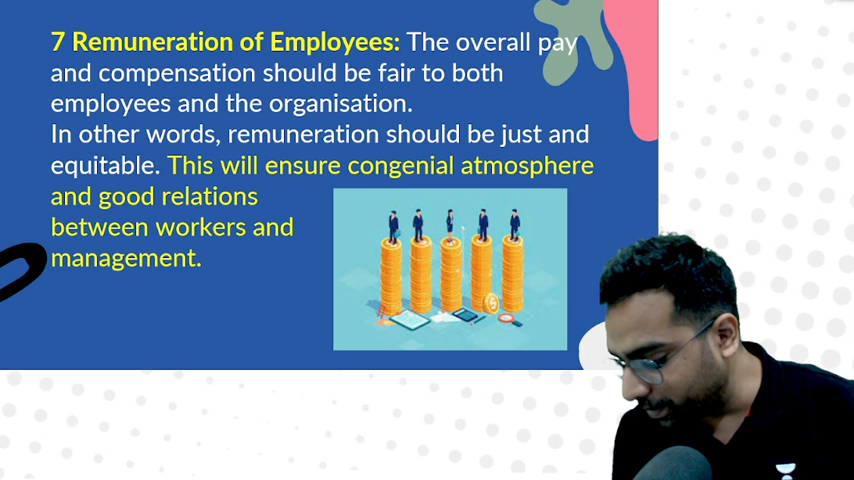 7 Remuneration of Employees: The overall pay
and compensation should be fair to both
employees and the organisation.
In other words, remuneration should be just and
equitable. This will ensure congenial atmosphere
and good relations
between workers and
management.